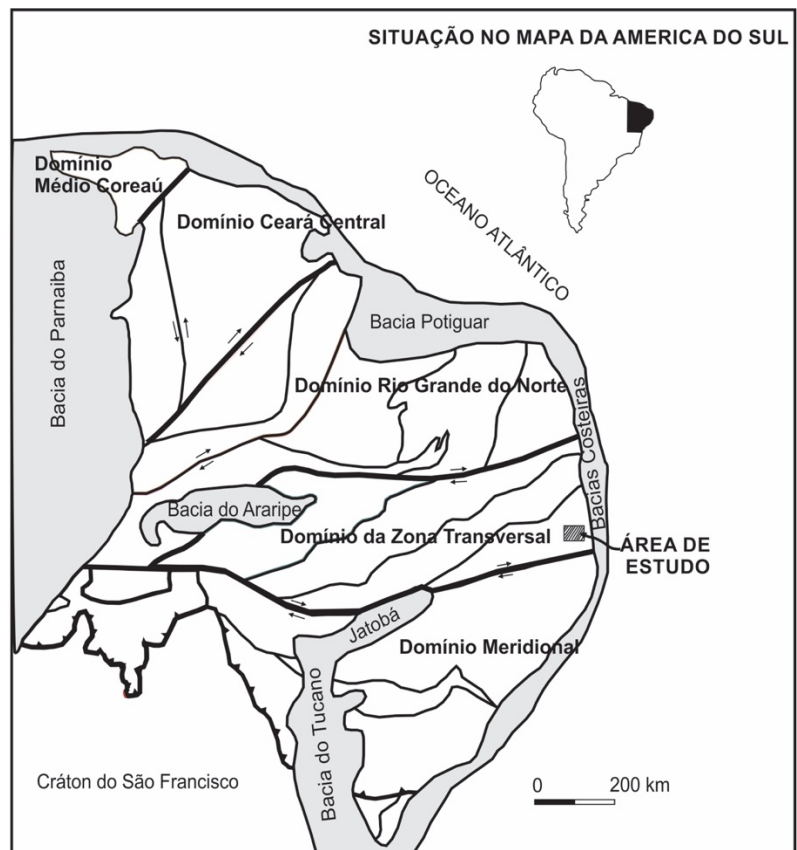 SITUAÇÃO NO MAPA DA AMERICA DO SUL
Domínio
Médio Coreaú
Domínio Ceará Central
OCEANO ATLÂNTICO
Bacia do Parnaiba
Bacia Potiguar
Domínio Rio Grande do Norte
Bacias Costeiras
Bacia do Araripe
Domínio da Zona Transversal
ÁREA DE
ESTUDO
Jatobá
Domínio Meridional
Bacia do Tucano
Cráton do São Francisco
0 200 km